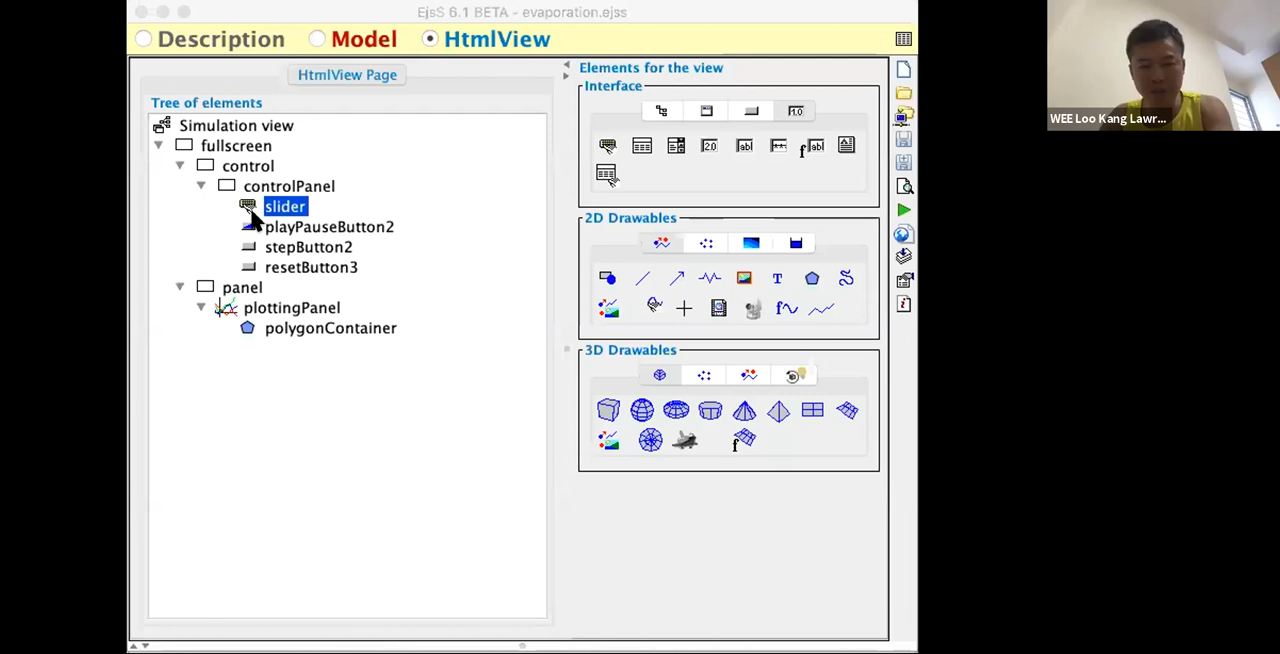 EjsS 6.1 BETA - evaporation.ejss
Description Model HtmlView
HtmlView Page
Tree of elements
Simulation view
fullscreen
control
controlPanel
slider
playPauseButton2
stepButton2
resetButton3
panel
plottingPanel
polygonContainer
Elements for the view
Interface
2D Drawables
3D Drawables
WEE Loo Kang Lawr...